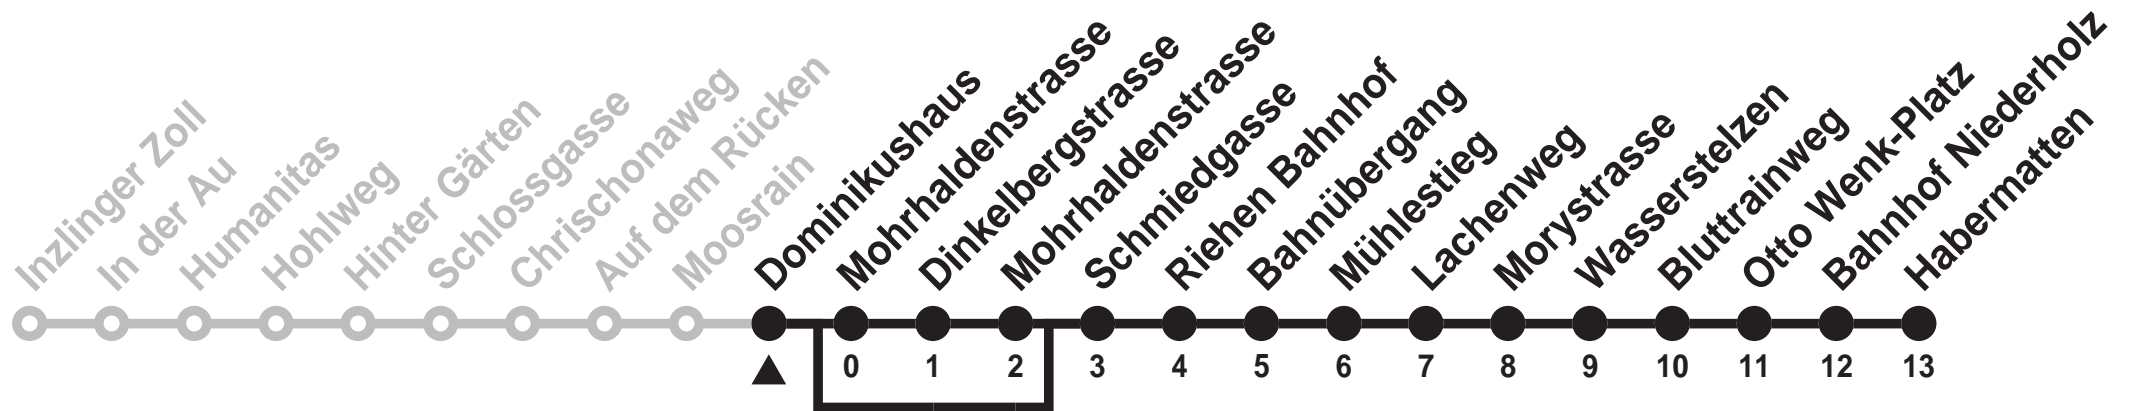 Inzlinger Zoll
In der Au
Humanitas
Hohlweg
Hinter Gärten
Schlossgasse
Chrischonaweg
Auf dem Rücken
Moosrain
Dominikushaus
Mohrhaldenstrasse
Dinkelbergstrasse
Mohrhaldenstrasse
Schmiedgasse
Riehen Bahnhof
Bahnübergang
Mühlestieg
Lachenweg
Morystrasse
Wasserstelzen
Bluttrainweg
Otto Wenk-Platz
Bahnhof Niederholz
Habermatten
0 1 2 3 4 5 6 7 8 9 10 11 12 13